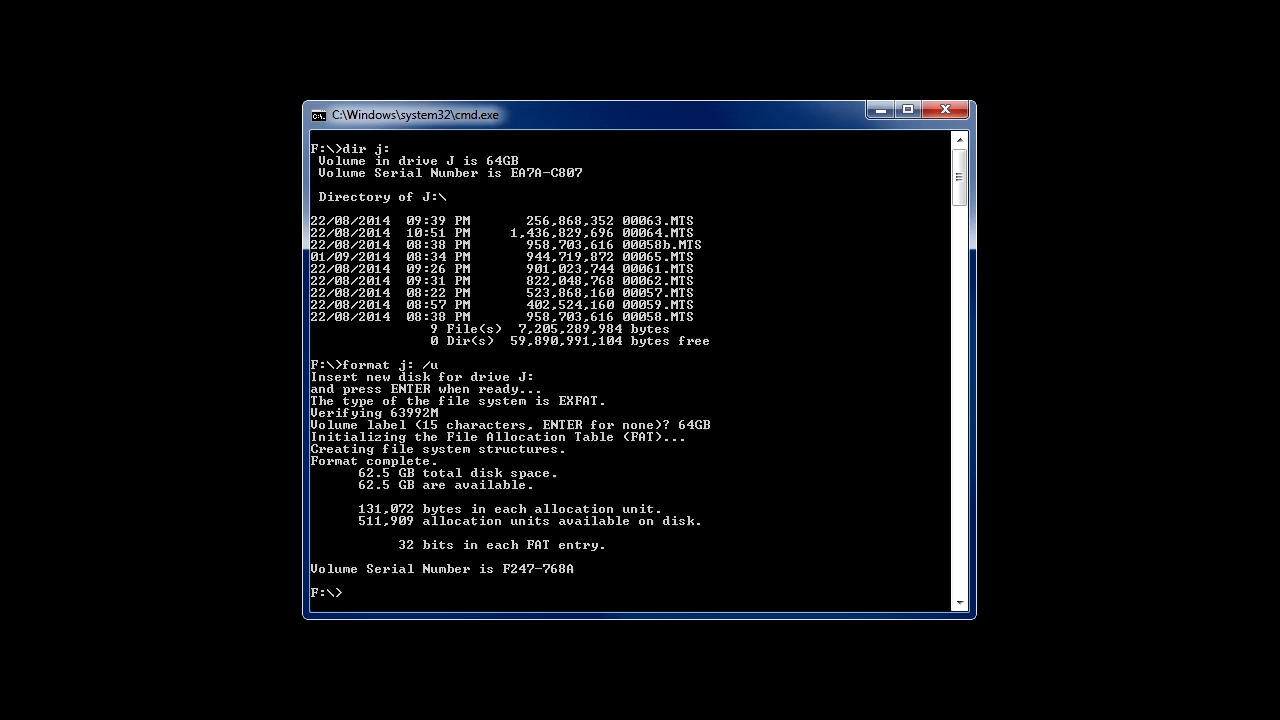 C:\Windows\system32\cmd.exe
F:\>dir j:
Volume in drive J is 64GB
Volume Serial Number is EA7A-C807
Directory of J:\
22/08/2014  09:39 PM       256,868,352 00063.MTS
22/08/2014  10:51 PM     1,436,829,696 00064.MTS
22/08/2014  08:38 PM       958,703,616 00058b.MTS
01/09/2014  08:34 PM       944,719,872 00065.MTS
22/08/2014  09:26 PM       901,023,744 00061.MTS
22/08/2014  09:31 PM       822,048,768 00062.MTS
22/08/2014  08:22 PM       523,868,160 00057.MTS
22/08/2014  08:57 PM       402,524,160 00059.MTS
22/08/2014  08:38 PM       958,703,616 00058.MTS
9 File(s)  7,205,289,984 bytes
0 Dir(s)  59,890,991,104 bytes free
F:\>format j: /u
Insert new disk for drive J:
and press ENTER when ready...
The type of the file system is EXFAT.
Verifying 63992M
Volume label (15 characters, ENTER for none)? 64GB
Initializing the File Allocation Table (FAT)...
Creating file system structures.
Format complete.
62.5 GB total disk space.
62.5 GB are available.
131,072 bytes in each allocation unit.
511,909 allocation units available on disk.
32 bits in each FAT entry.
Volume Serial Number is F247-768A
F:\>